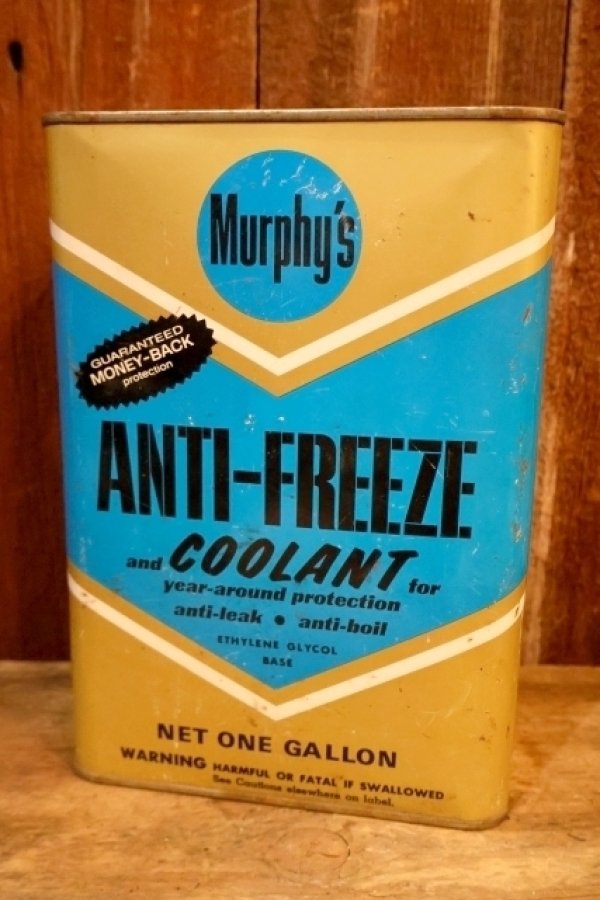 Murphy's
GUARANTEED
MONEY-BACK
protection
ANTI-FREEZE
and COOLANT for
year-around protection
anti-leak • anti-boil
ETHYLENE GLYCOL
BASE
NET ONE GALLON
WARNING HARMFUL OR FATAL IF SWALLOWED
See Cautions elsewhere on label.